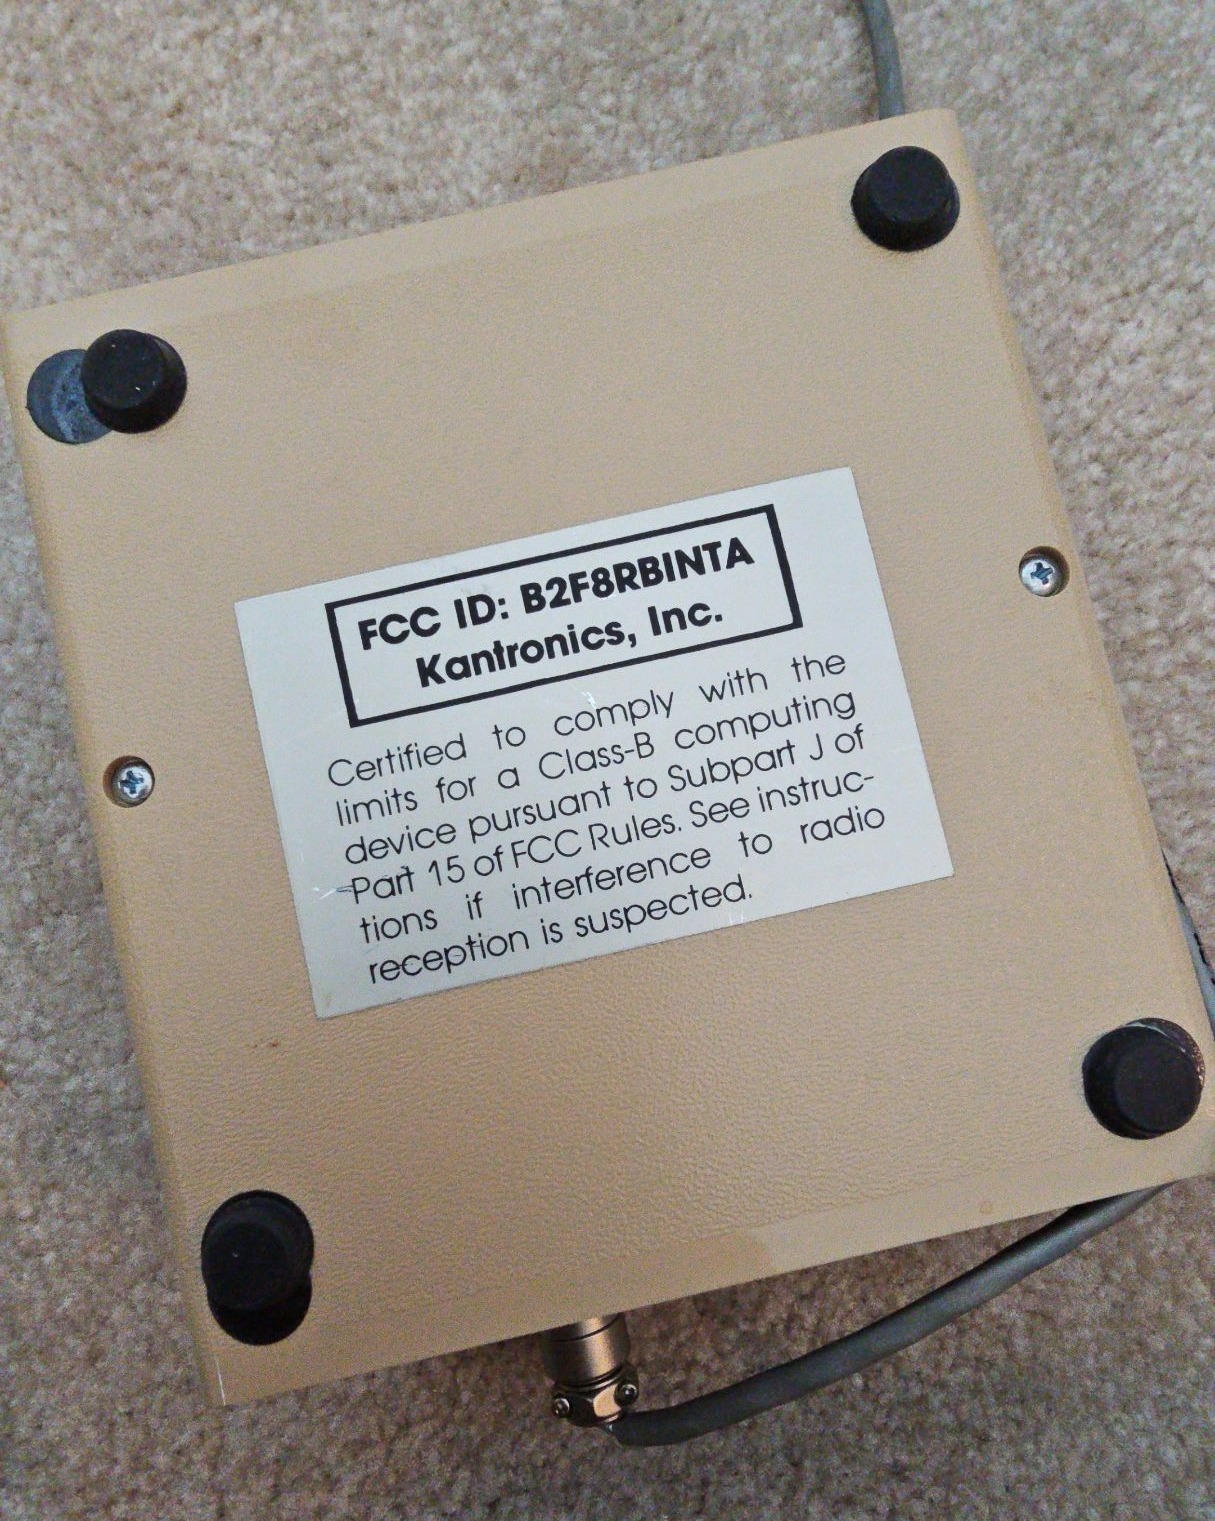 FCC ID: B2F8RBINTA
Kantronics, Inc.
Certified to comply with the
limits for a Class-B computing
device pursuant to Subpart J of
Part 15 of FCC Rules. See instruc-
tions if interference to radio
reception is suspected.